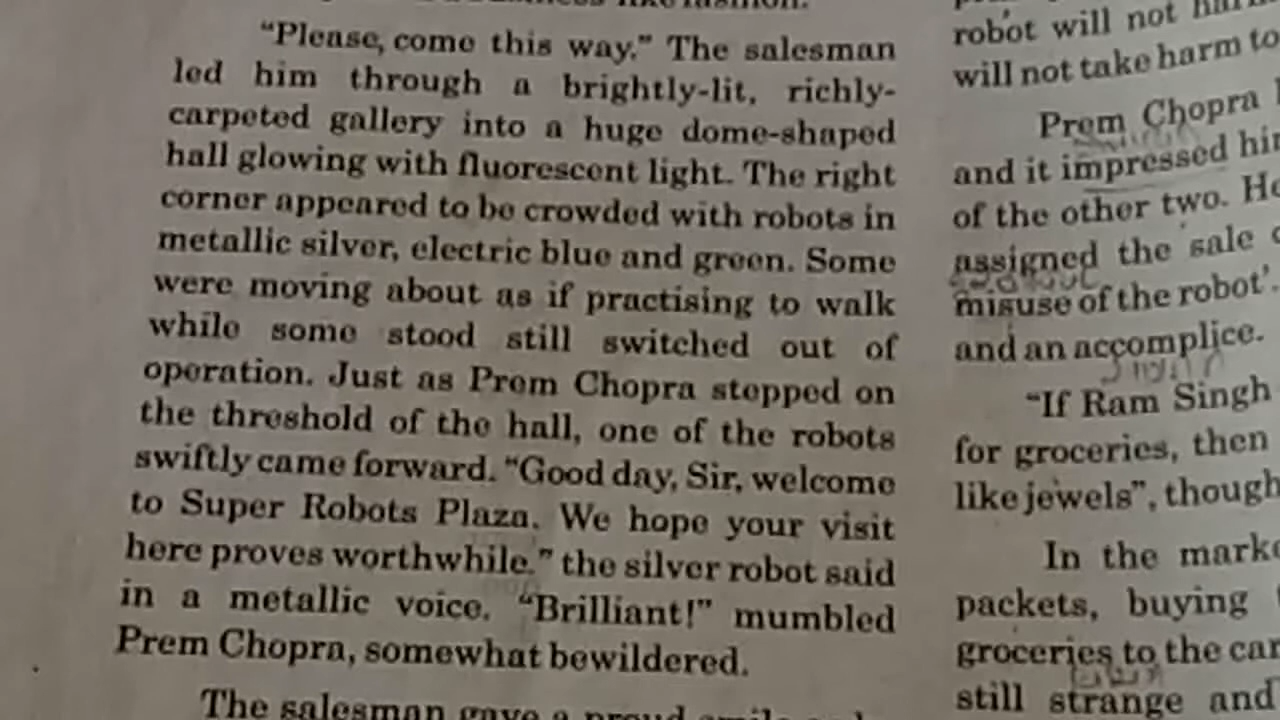 “Please, come this way.” The salesman
led him through a brightly-lit, richly-
carpeted gallery into a huge dome-shaped
hall glowing with fluorescent light. The right
corner appeared to be crowded with robots in
metallic silver, electric blue and green. Some
were moving about as if practising to walk
while some stood still switched out of
operation. Just as Prem Chopra stepped on
the threshold of the hall, one of the robots
swiftly came forward. “Good day, Sir, welcome
to Super Robots Plaza. We hope your visit
here proves worthwhile.” the silver robot said
in a metallic voice. “Brilliant!” mumbled
Prem Chopra, somewhat bewildered.
The salesman gave a proud smile
robot will not
will not take harm to
Prem Chopra
and it impressed
of the other two.
assigned the sale
misuse of the robot’.
and an accomplice.
“If Ram Singh
for groceries, then
like jewels”,
In the
packets, buying
groceries to the
still strange and